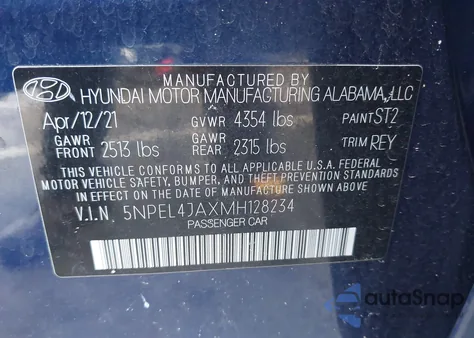 MANUFACTURED BY
HYUNDAI MOTOR MANUFACTURING ALABAMA, LLC
Apr/12/21 GVWR 4354 lbs PAINT ST2
GAWR FRONT 2513 lbs GAWR REAR 2315 lbs TRIM REY
THIS VEHICLE CONFORMS TO ALL APPLICABLE U.S.A. FEDERAL
MOTOR VEHICLE SAFETY, BUMPER, AND THEFT PREVENTION STANDARDS
IN EFFECT ON THE DATE OF MANUFACTURE SHOWN ABOVE.
V.I.N. 5NPEL4JAXMH128234
PASSENGER CAR
autoSnap